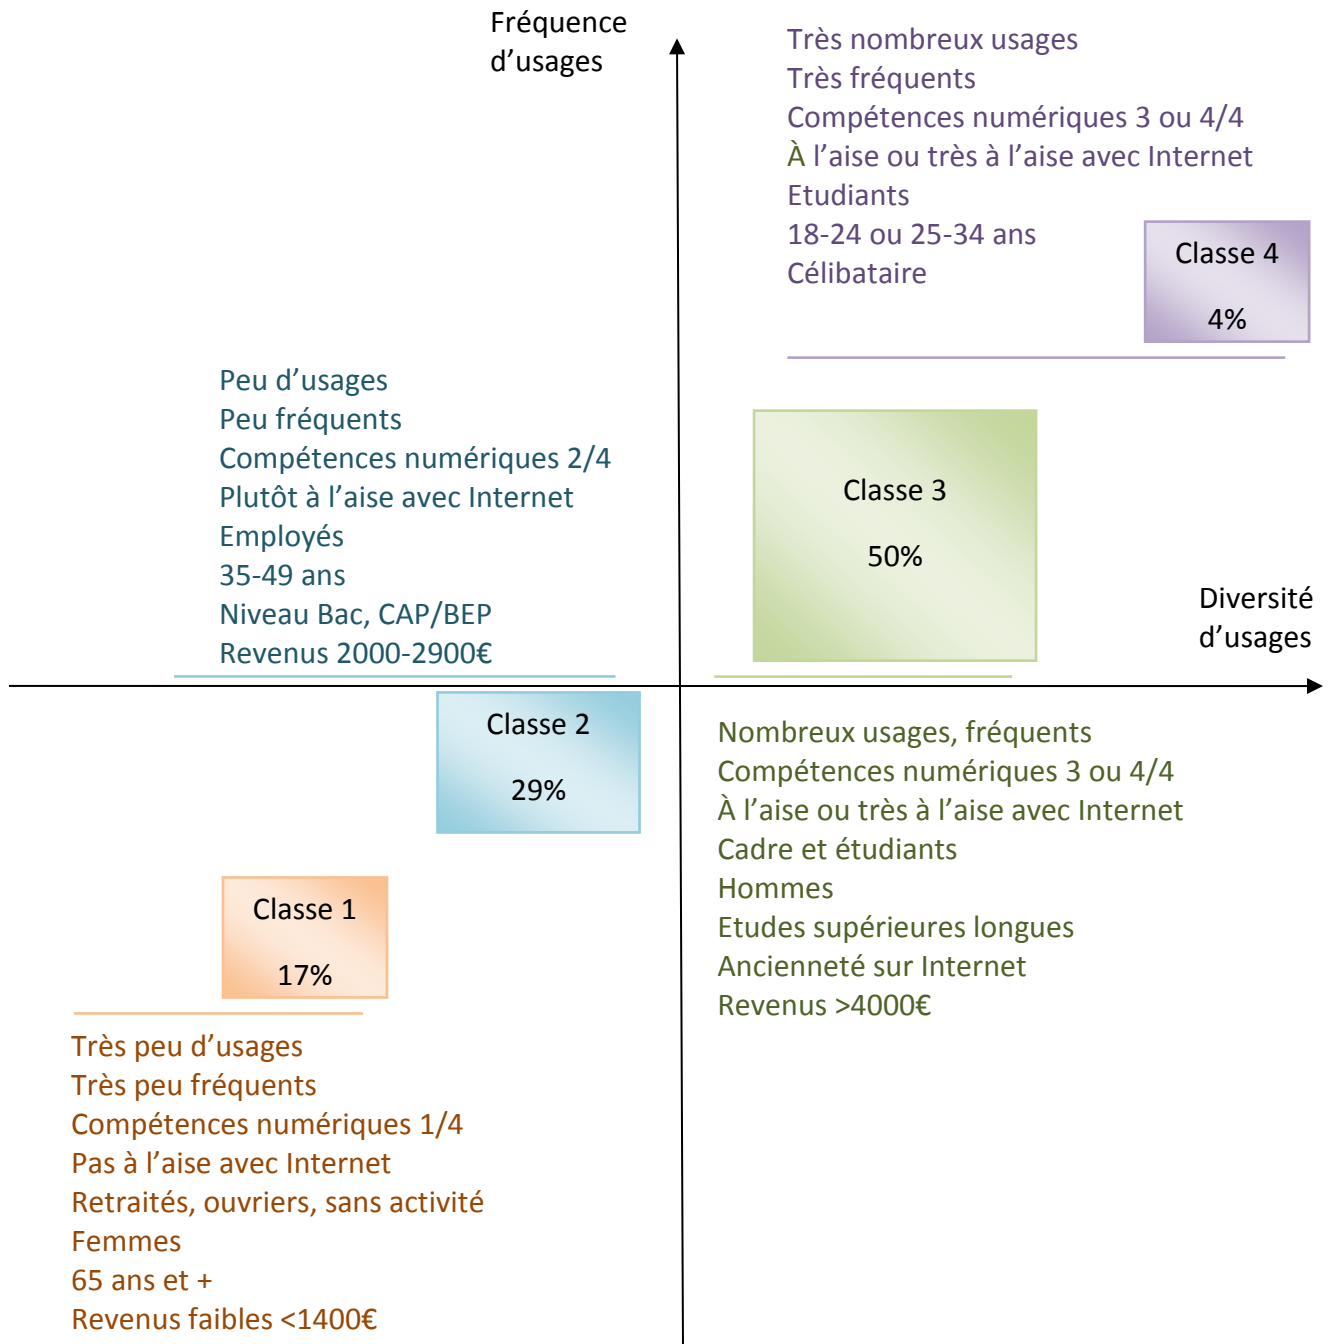 Fréquence
d’usages
Très nombreux usages
Très fréquents
Compétences numériques 3 ou 4/4
À l’aise ou très à l’aise avec Internet
Etudiants
18-24 ou 25-34 ans
Célibataire
Classe 4
4%
Peu d’usages
Peu fréquents
Compétences numériques 2/4
Plutôt à l’aise avec Internet
Employés
35-49 ans
Niveau Bac, CAP/BEP
Revenus 2000-2900€
Classe 3
50%
Diversité
d’usages
Classe 2
29%
Nombreux usages, fréquents
Compétences numériques 3 ou 4/4
À l’aise ou très à l’aise avec Internet
Cadre et étudiants
Hommes
Etudes supérieures longues
Ancienneté sur Internet
Revenus >4000€
Classe 1
17%
Très peu d’usages
Très peu fréquents
Compétences numériques 1/4
Pas à l’aise avec Internet
Retraités, ouvriers, sans activité
Femmes
65 ans et +
Revenus faibles <1400€